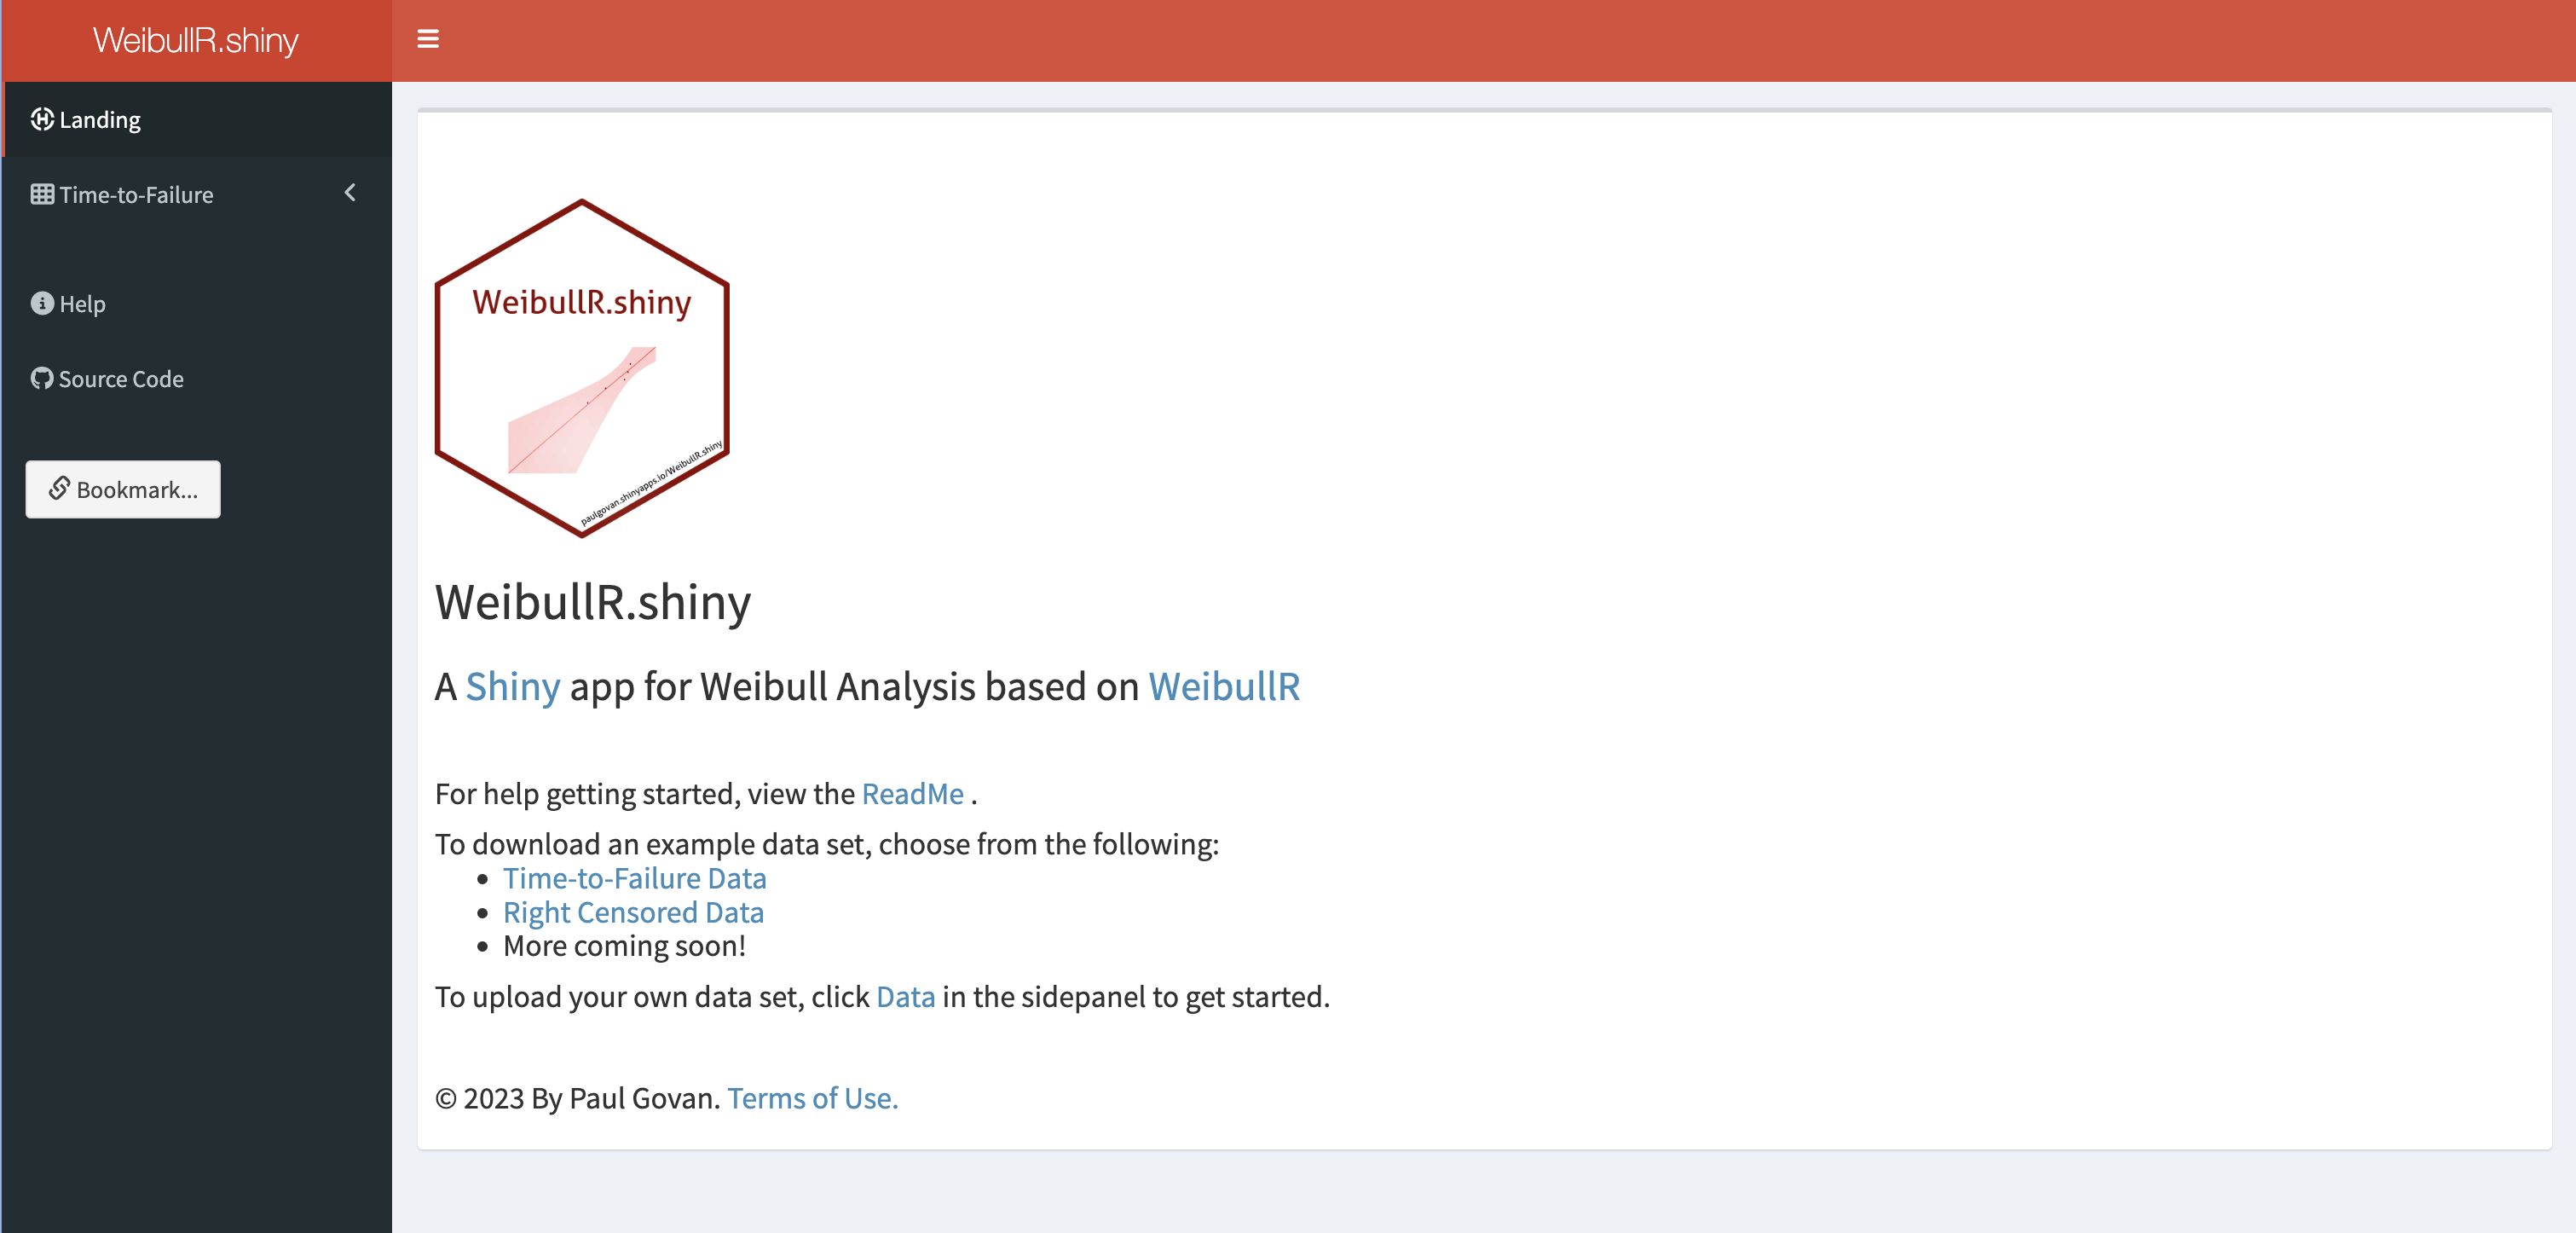 WeibullR.shiny
Landing
Time-to-Failure
Help
Source Code
Bookmark...
WeibullR.shiny
paulgovan.shinyapps.io/WeibullR.shiny
WeibullR.shiny
A Shiny app for Weibull Analysis based on WeibullR
For help getting started, view the ReadMe .
To download an example data set, choose from the following:
• Time-to-Failure Data
• Right Censored Data
• More coming soon!
To upload your own data set, click Data in the sidepanel to get started.
© 2023 By Paul Govan. Terms of Use.